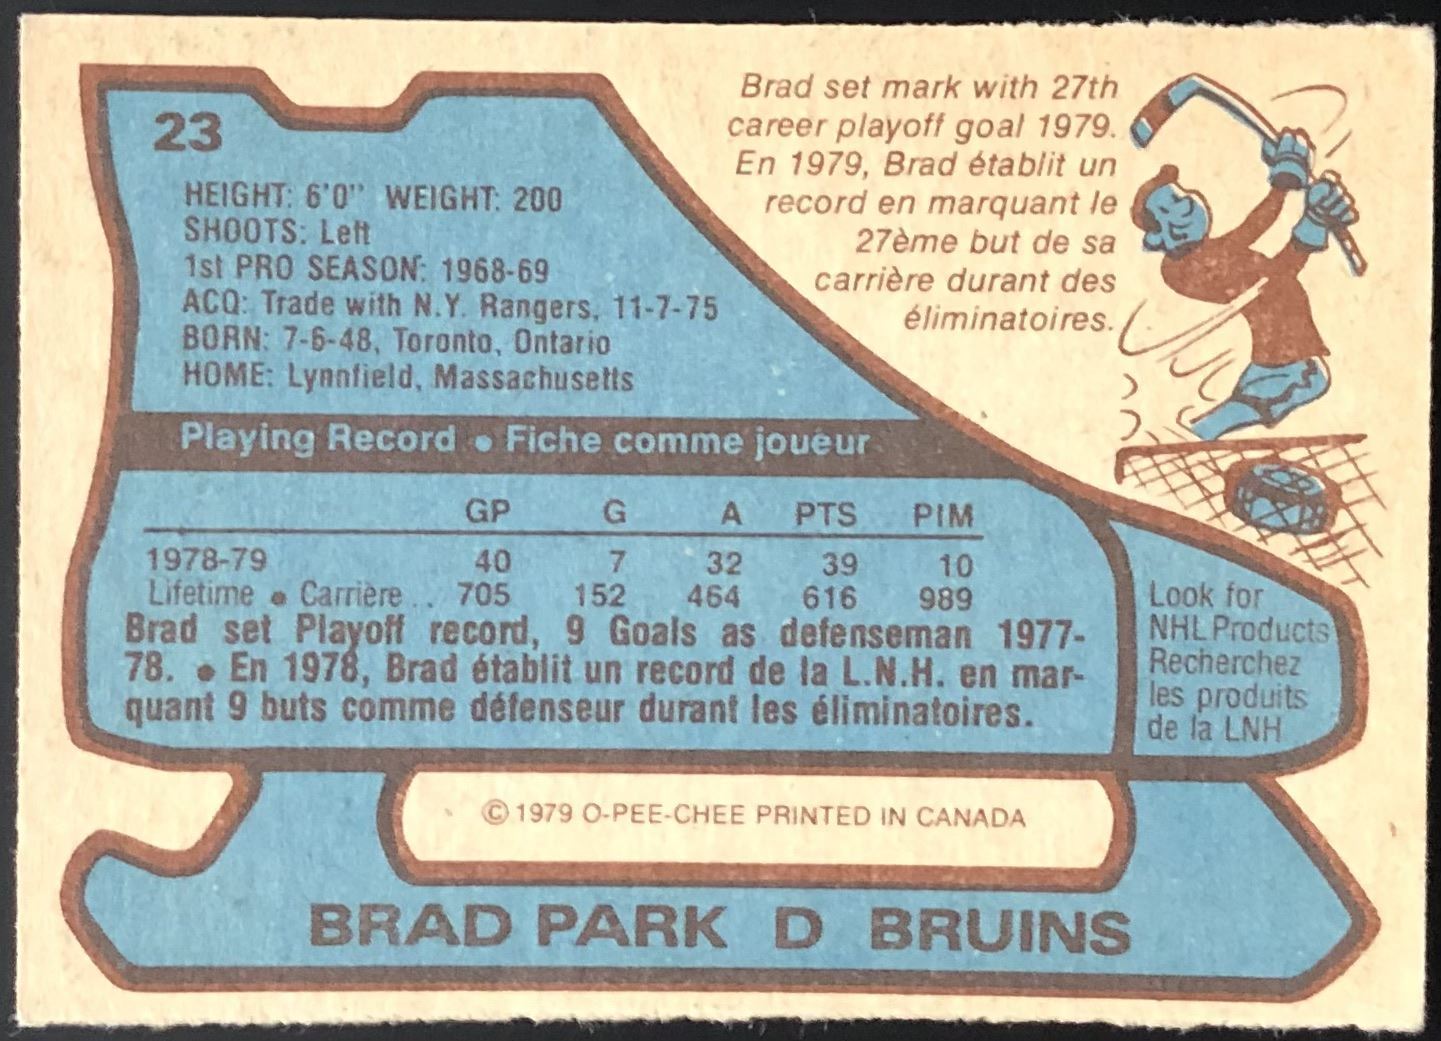 23
HEIGHT: 6'0" WEIGHT: 200
SHOOTS: Left
1st PRO SEASON: 1968-69
ACQ: Trade with N.Y. Rangers, 11-7-75
BORN: 7-6-48, Toronto, Ontario
HOME: Lynnfield, Massachusetts
Brad set mark with 27th
career playoff goal 1979.
En 1979, Brad établit un
record en marquant le
27ème but de sa
carrière durant des
éliminatoires.
Playing Record • Fiche comme joueur
GP G A PTS PIM
1978-79 40 7 32 39 10
Lifetime • Carrière .. 705 152 464 616 989
Brad set Playoff record, 9 Goals as defenseman 1977-
78. • En 1978, Brad établit un record de la L.N.H. en mar-
quant 9 buts comme défenseur durant les éliminatoires.
Look for
NHL Products
Recherchez
les produits
de la LNH
© 1979 O-PEE-CHEE PRINTED IN CANADA
BRAD PARK D BRUINS